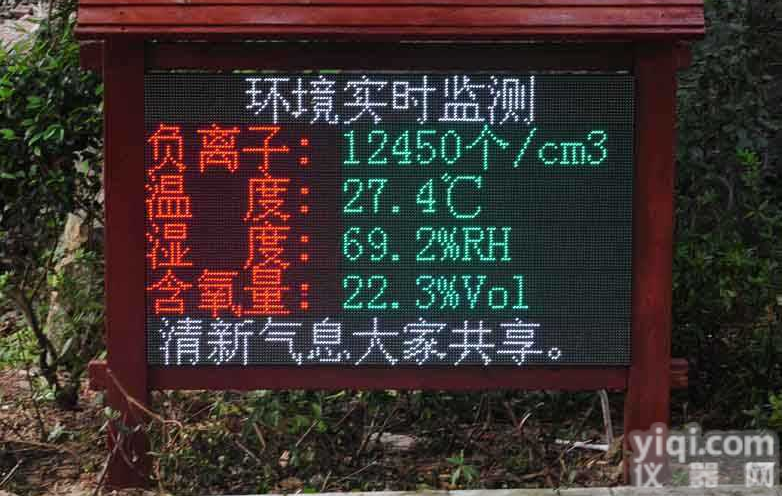 环境实时监测
负离子：12450个/cm3
温度：27.4℃
湿度：69.2%RH
含氧量：22.3%Vol
清新气息大家共享。
yiqi.com
仪器网